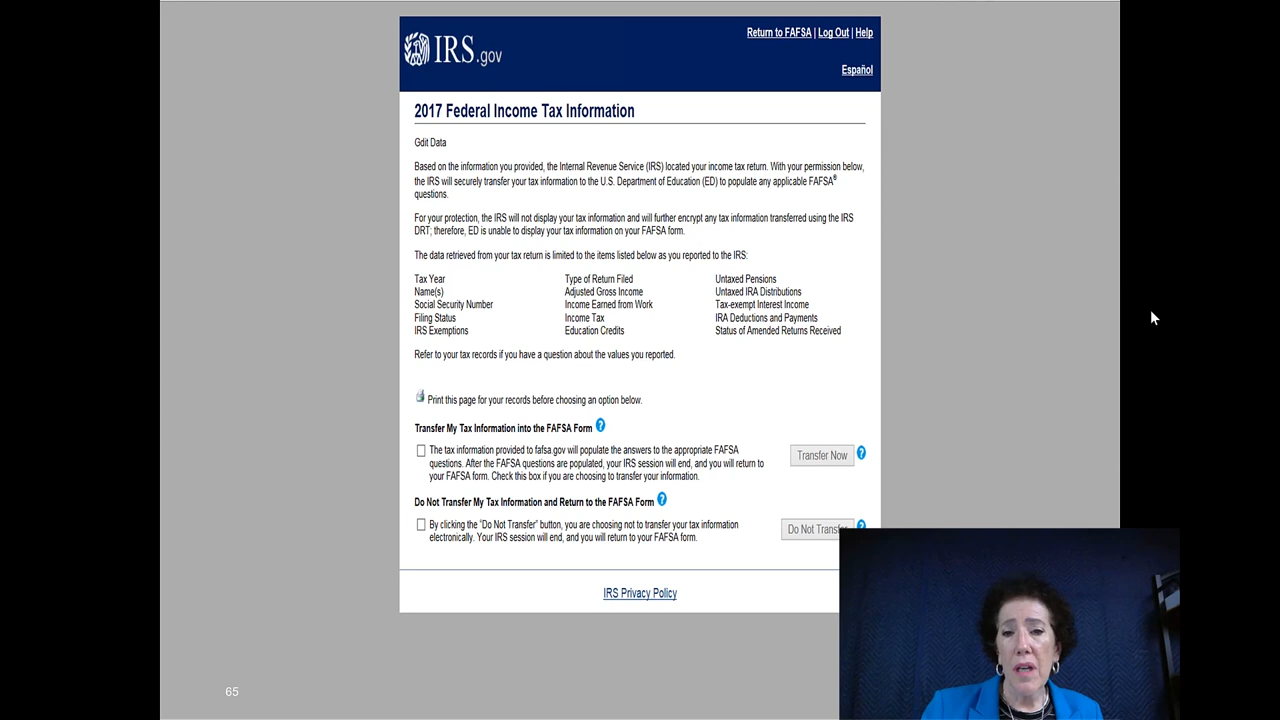 IRS.gov
Return to FAFSA | Log Out | Help
Español
2017 Federal Income Tax Information
Gdit Data
Based on the information you provided, the Internal Revenue Service (IRS) located your income tax return. With your permission below,
the IRS will securely transfer your tax information to the U.S. Department of Education (ED) to populate any applicable FAFSA®
questions.
For your protection, the IRS will not display your tax information and will further encrypt any tax information transferred using the IRS
DRT; therefore, ED is unable to display your tax information on your FAFSA form.
The data retrieved from your tax return is limited to the items listed below as you reported to the IRS:
Tax Year Type of Return Filed Untaxed Pensions
Name(s) Adjusted Gross Income Untaxed IRA Distributions
Social Security Number Income Earned from Work Tax-exempt Interest Income
Filing Status Income Tax IRA Deductions and Payments
IRS Exemptions Education Credits Status of Amended Returns Received
Refer to your tax records if you have a question about the values you reported.
Print this page for your records before choosing an option below.
Transfer My Tax Information into the FAFSA Form ?
The tax information provided to fafsa.gov will populate the answers to the appropriate FAFSA
questions. After the FAFSA questions are populated, your IRS session will end, and you will return to
your FAFSA form. Check this box if you are choosing to transfer your information.
Transfer Now ?
Do Not Transfer My Tax Information and Return to the FAFSA Form ?
By clicking the "Do Not Transfer" button, you are choosing not to transfer your tax information
electronically. Your IRS session will end, and you will return to your FAFSA form.
Do Not Transfer ?
IRS Privacy Policy
65